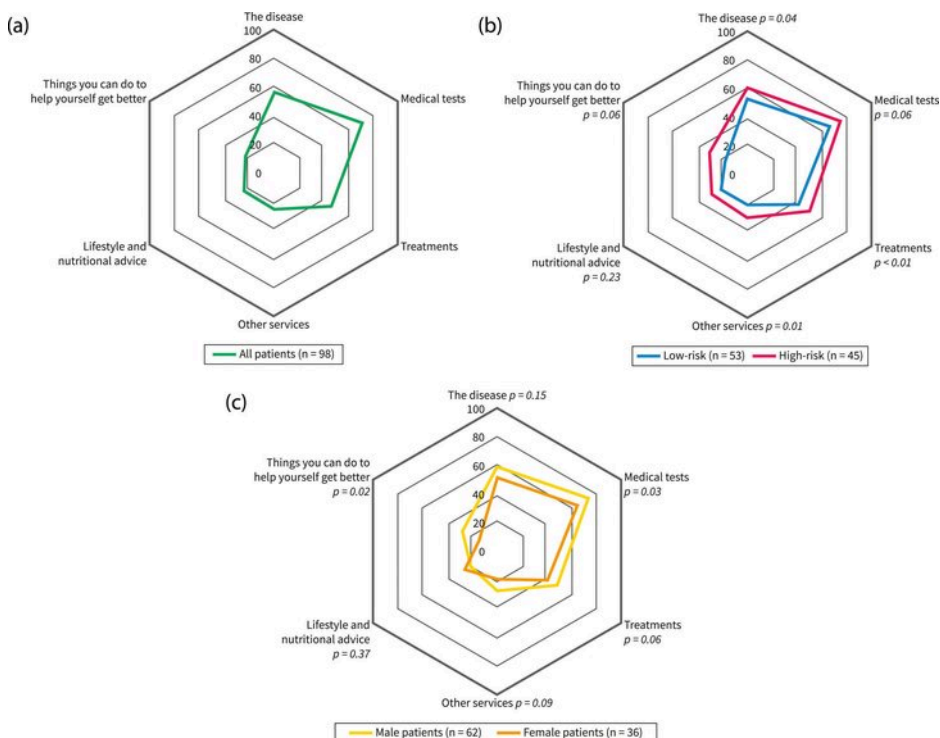 (a)
The disease
100
80
60
40
20
0
Things you can do to
help yourself get better
Medical tests
Lifestyle and
nutritional advice
Treatments
Other services
All patients (n = 98)
(b)
The disease p = 0.04
100
80
60
40
20
0
Things you can do to
help yourself get better
p = 0.06
Medical tests
p = 0.06
Lifestyle and
nutritional advice
p = 0.23
Treatments
p < 0.01
Other services p = 0.01
Low-risk (n = 53) High-risk (n = 45)
(c)
The disease p = 0.15
100
80
60
40
20
0
Things you can do to
help yourself get better
p = 0.02
Medical tests
p = 0.03
Lifestyle and
nutritional advice
p = 0.37
Treatments
p = 0.06
Other services p = 0.09
Male patients (n = 62) Female patients (n = 36)